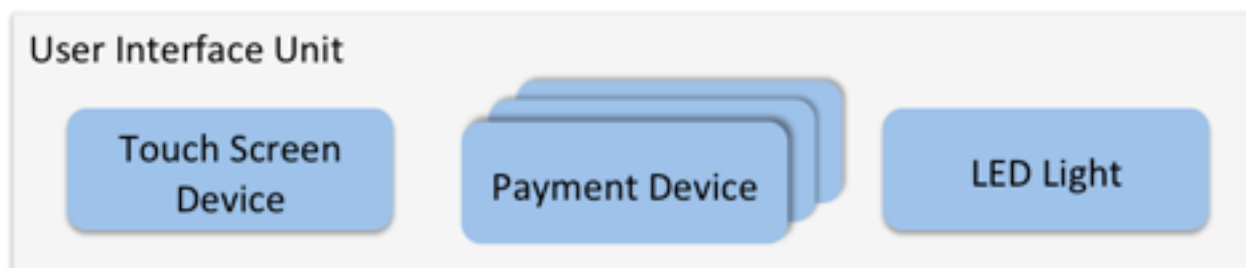 User Interface Unit
Touch Screen
Device
Payment Device
LED Light